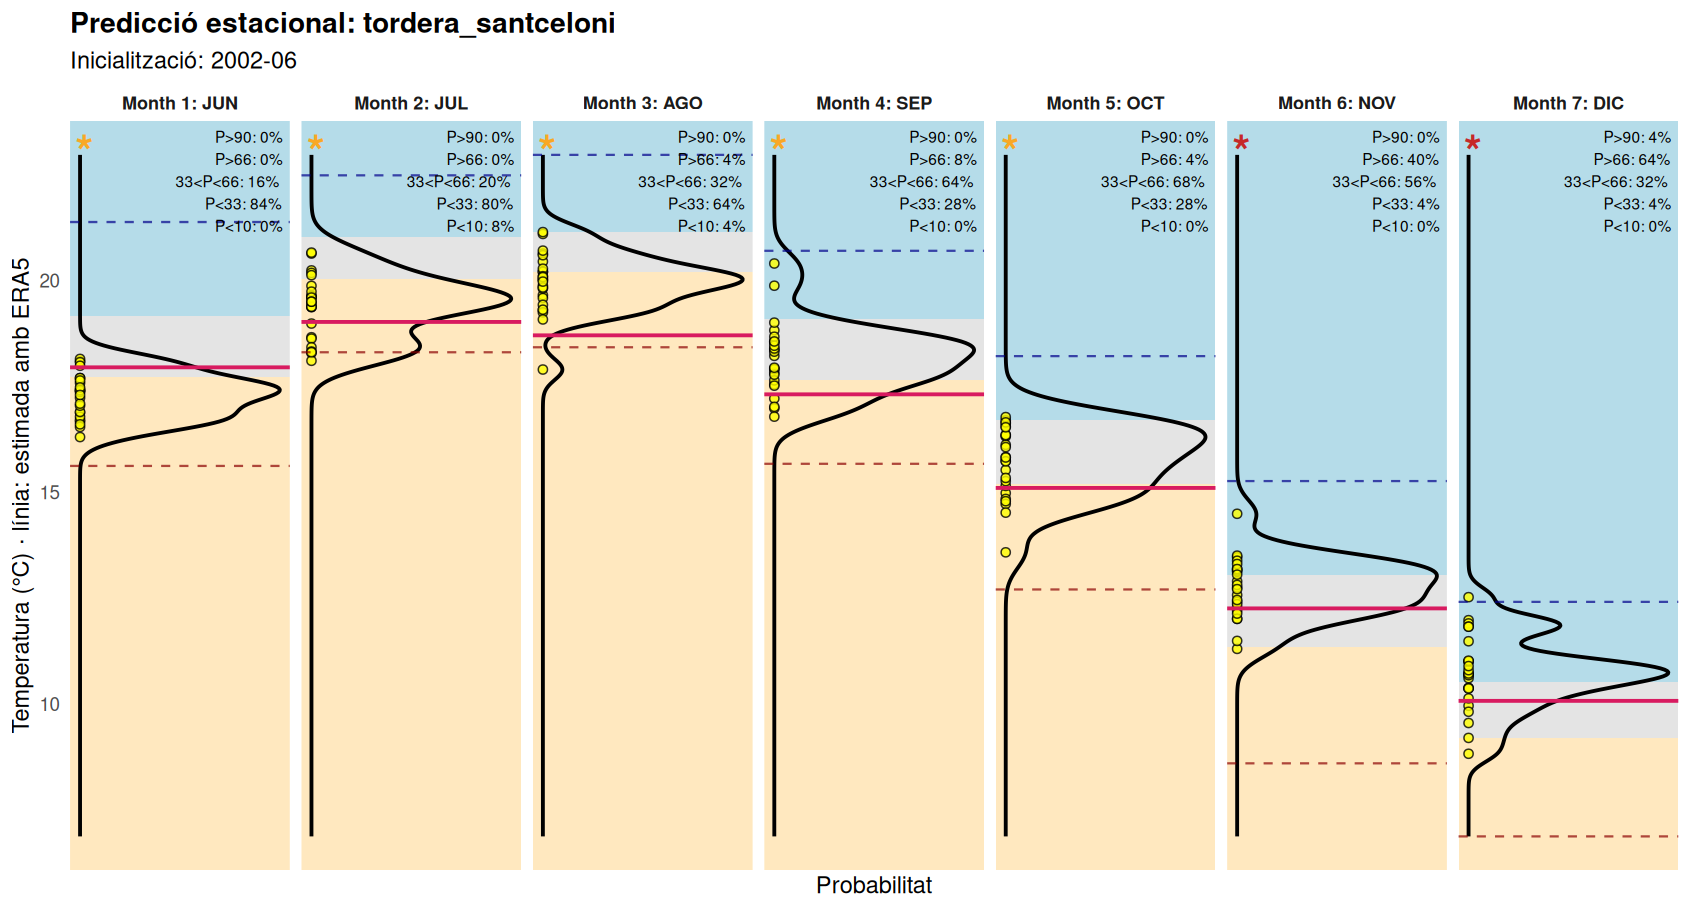 Predicció estacional: tordera_santceloni
Inicialització: 2002-06
Month 1: JUN
Month 2: JUL
Month 3: AGO
Month 4: SEP
Month 5: OCT
Month 6: NOV
Month 7: DIC
*
P>90: 0%
P>66: 0%
33<P<66: 16%
P<33: 84%
P<10: 0%
*
P>90: 0%
P>66: 0%
33<P<66: 20%
P<33: 80%
P<10: 8%
*
P>90: 0%
P>66: 4%
33<P<66: 32%
P<33: 64%
P<10: 4%
*
P>90: 0%
P>66: 8%
33<P<66: 64%
P<33: 28%
P<10: 0%
*
P>90: 0%
P>66: 4%
33<P<66: 68%
P<33: 28%
P<10: 0%
*
P>90: 0%
P>66: 40%
33<P<66: 56%
P<33: 4%
P<10: 0%
*
P>90: 4%
P>66: 64%
33<P<66: 32%
P<33: 4%
P<10: 0%
Temperatura (°C) · línia: estimada amb ERA5
20
15
10
Probabilitat